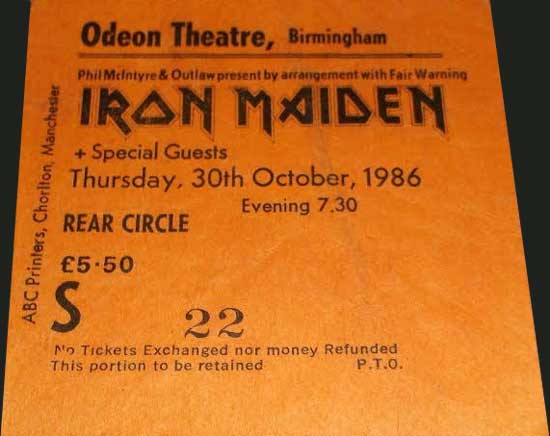 Odeon Theatre, Birmingham
Phil McIntyre & Outlaw present by arrangement with Fair Warning
IRON MAIDEN
+ Special Guests
Thursday, 30th October, 1986
Evening 7.30
REAR CIRCLE
£5·50
S 22
No Tickets Exchanged nor money Refunded
This portion to be retained P.T.O.
ABC Printers, Chorlton, Manchester